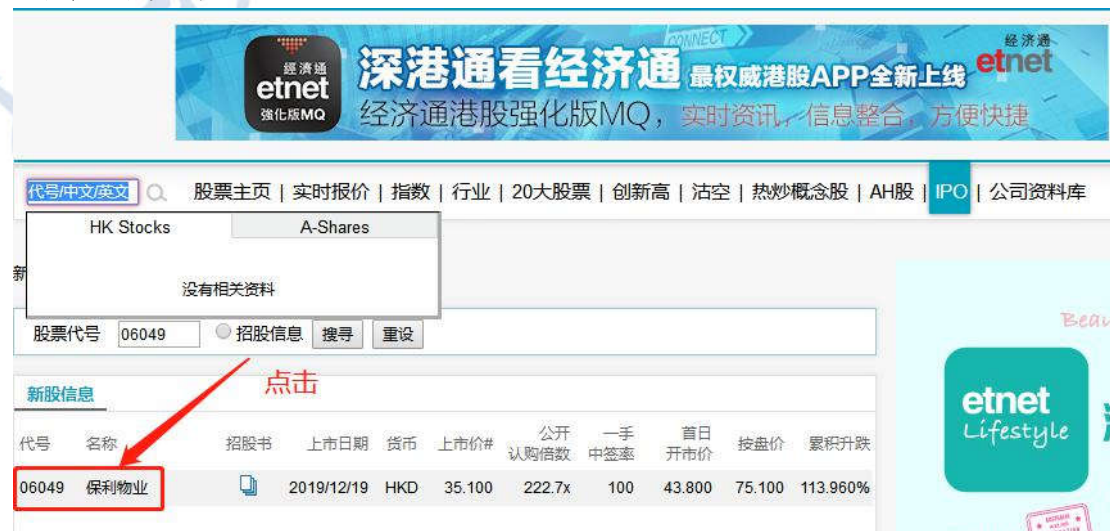 CONNECT
經濟通
etnet
強化版MQ
深港通看经济通 最权威港股APP全新上线
经济通港股强化版MQ，实时资讯，信息整合，方便快捷
经济通
etnet
代号/中文/英文 股票主页 | 实时报价 | 指数 | 行业 | 20大股票 | 创新高 | 沽空 | 热炒概念股 | AH股 | IPO | 公司资料库
HK Stocks A-Shares
新
没有相关资料
股票代号 06049 招股信息 搜寻 重设
点击
新股信息
代号 名称 招股书 上市日期 货币 上市价# 公开认购倍数 一手中签率 首日开市价 按盘价 累积升跌
06049 保利物业 2019/12/19 HKD 35.100 222.7x 100 43.800 75.100 113.960%
Beau
etnet
Lifestyle